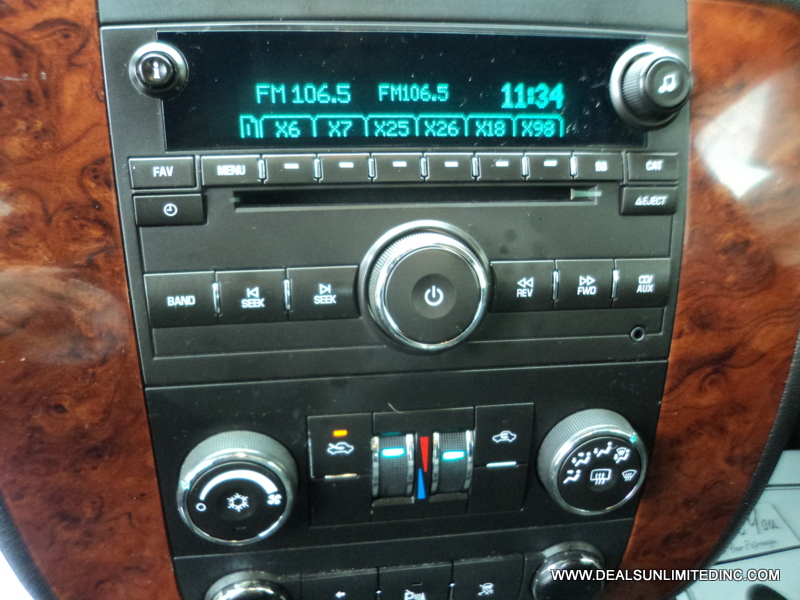 FM 106.5 FM106.5 11:34
1 X6 X7 X25 X26 X18 X98
FAV MENU CAT
EJECT
BAND SEEK SEEK REV FWD CD/
AUX
WWW.DEALSUNLIMITEDINC.COM